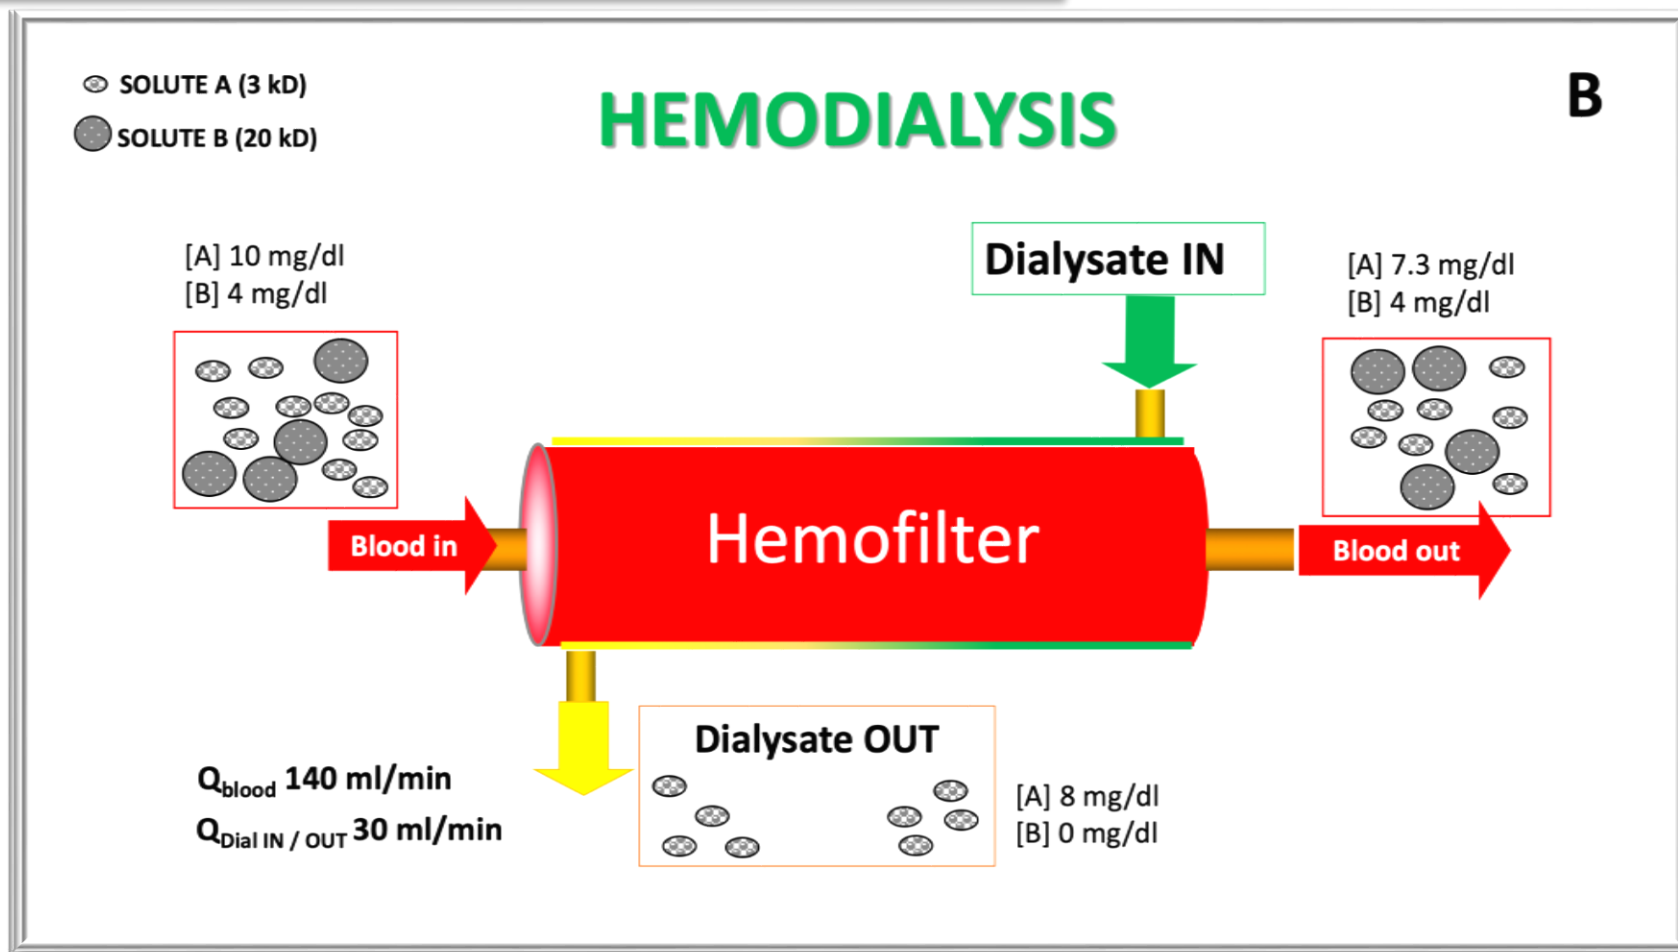 SOLUTE A (3 kD)
SOLUTE B (20 kD)
HEMODIALYSIS
B
[A] 10 mg/dl
[B] 4 mg/dl
Dialysate IN
[A] 7.3 mg/dl
[B] 4 mg/dl
Blood in
Hemofilter
Blood out
Dialysate OUT
Qblood 140 ml/min
QDial IN / OUT 30 ml/min
[A] 8 mg/dl
[B] 0 mg/dl